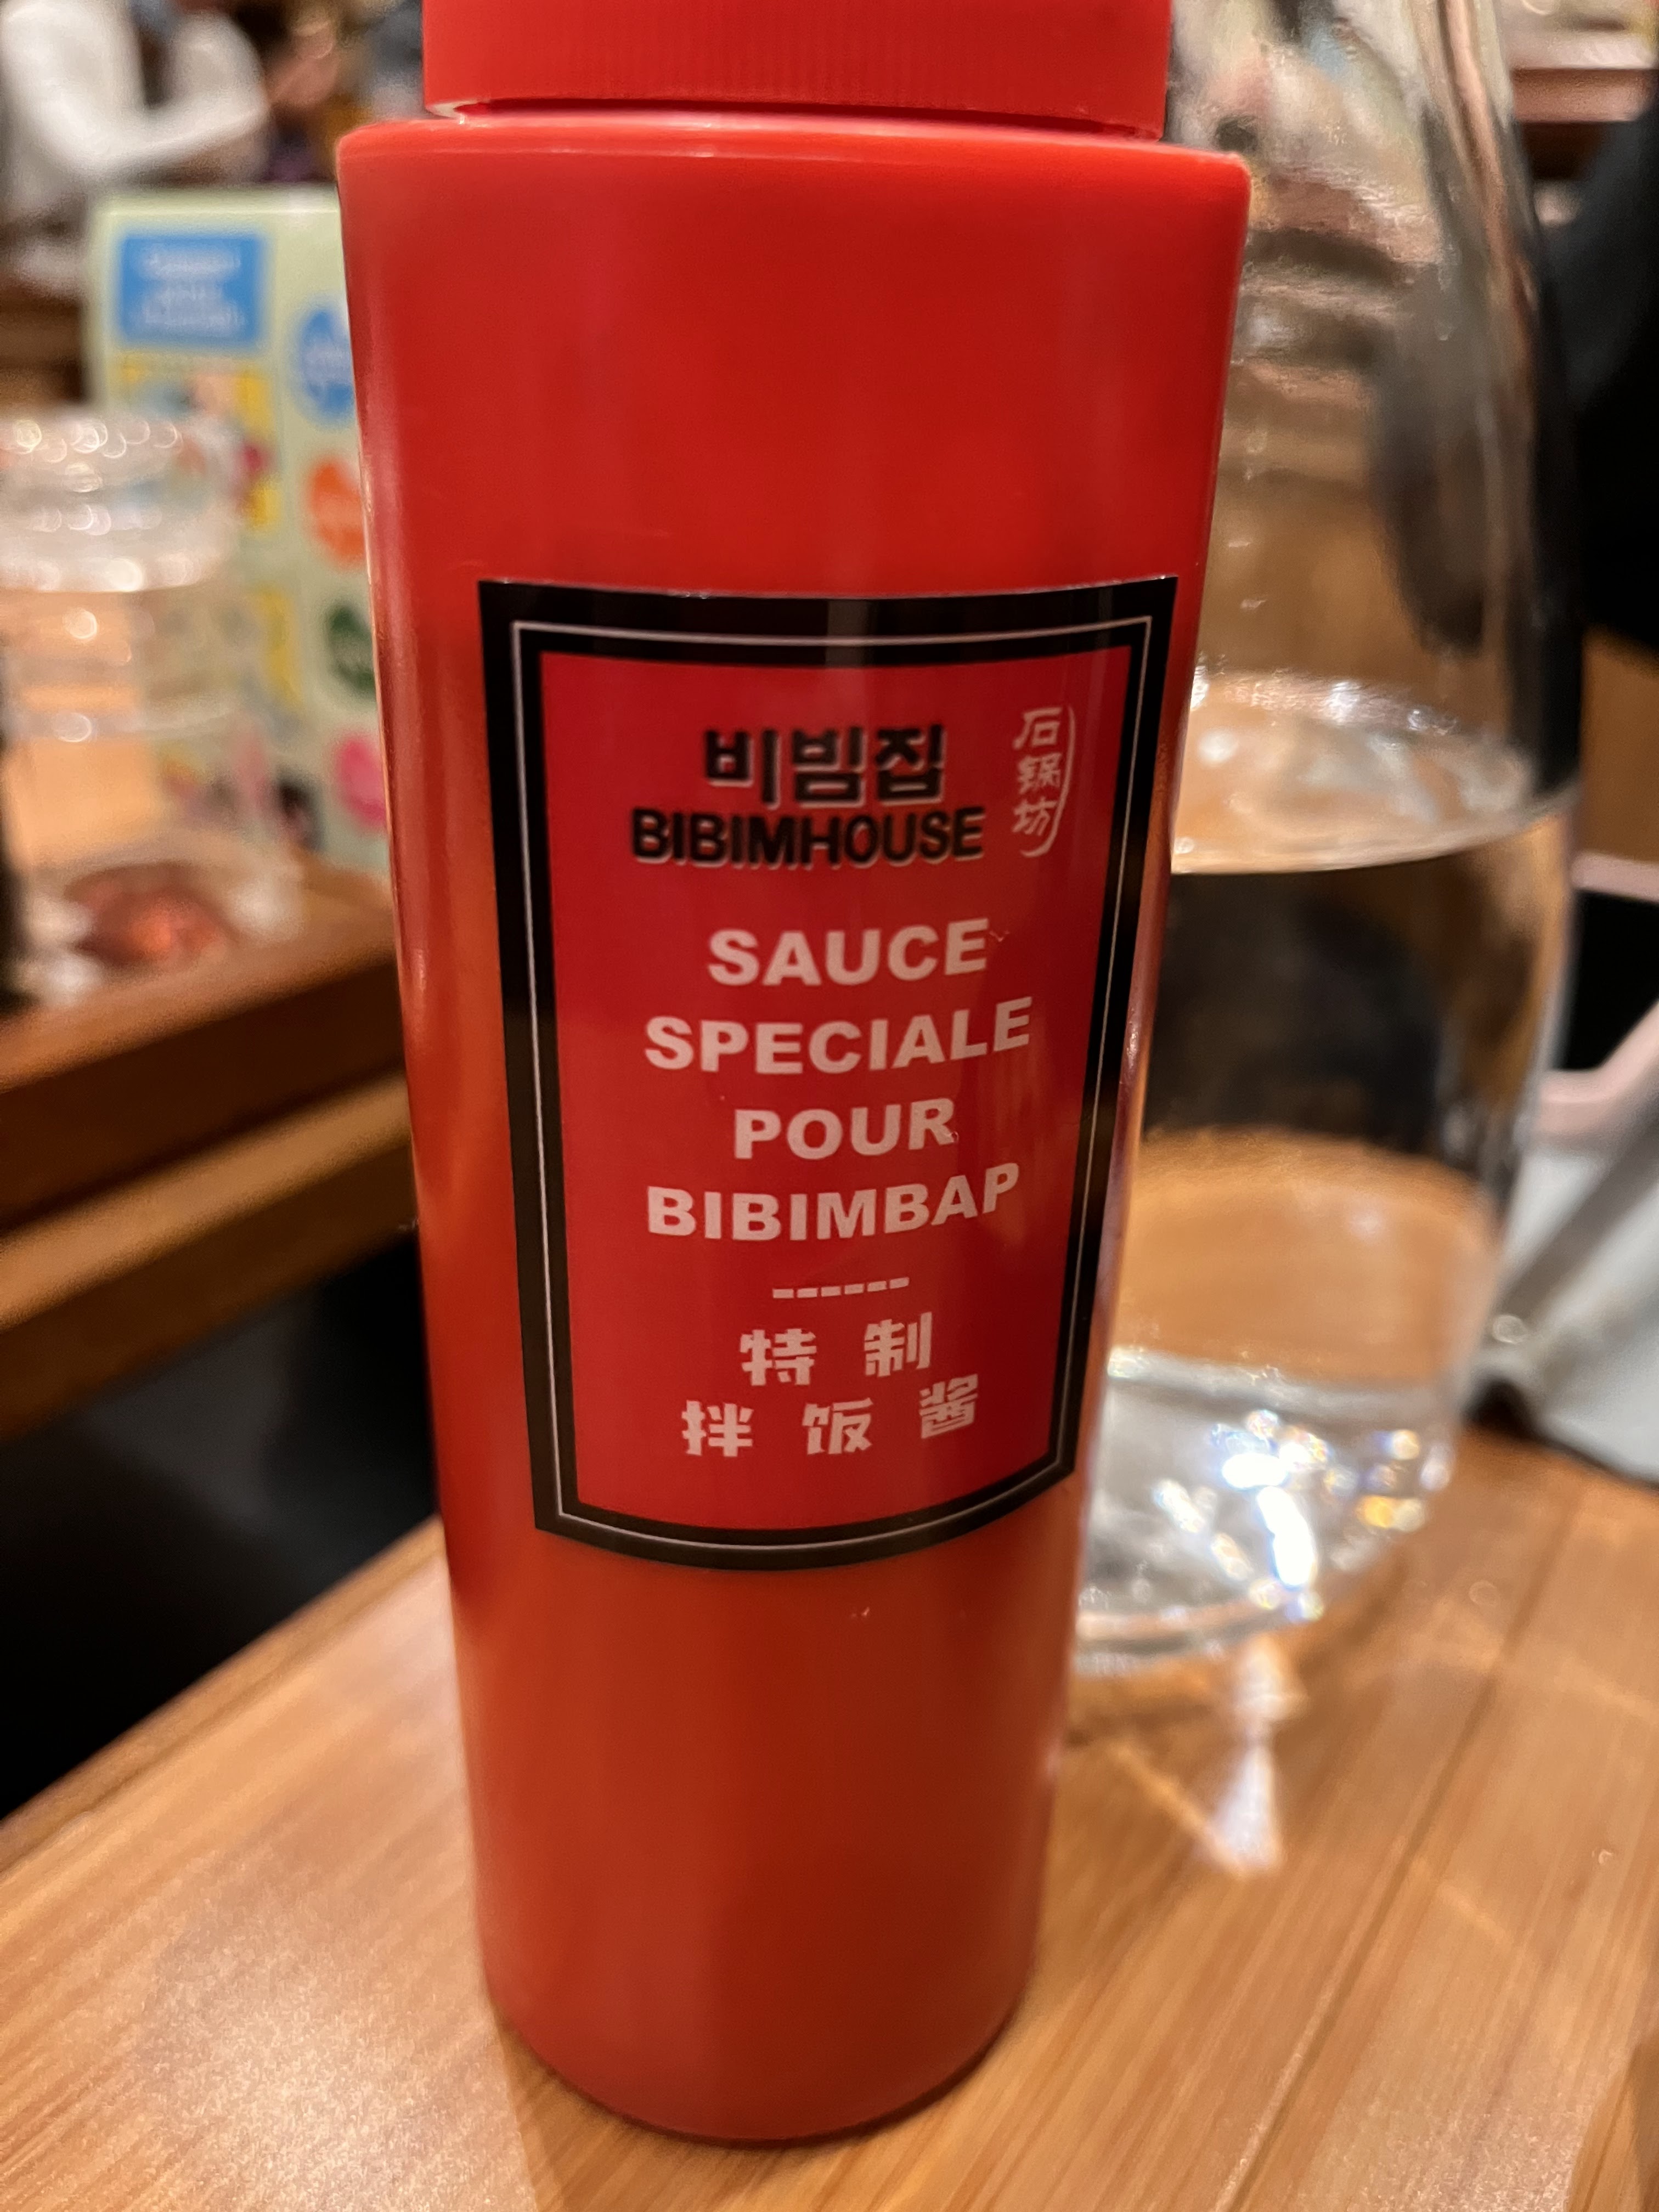 비빔집
BIBIMHOUSE
石锅坊
SAUCE
SPECIALE
POUR
BIBIMBAP
------
特制
拌饭酱